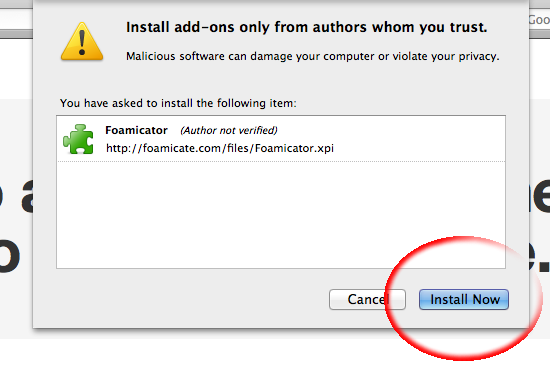 Install add-ons only from authors whom you trust.
Malicious software can damage your computer or violate your privacy.
You have asked to install the following item:
Foamicator (Author not verified)
http://foamicate.com/files/Foamicator.xpi
Cancel Install Now